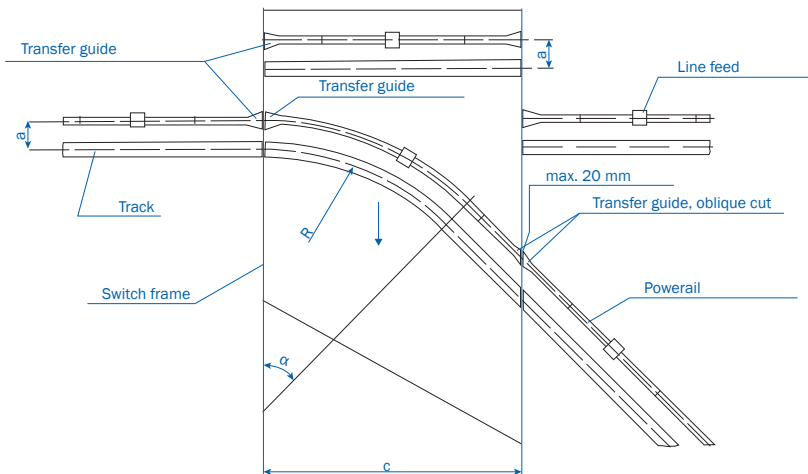 Transfer guide
a
Transfer guide
Line feed
a
max. 20 mm
Transfer guide, oblique cut
Track
R
Switch frame
Powerail
α
c